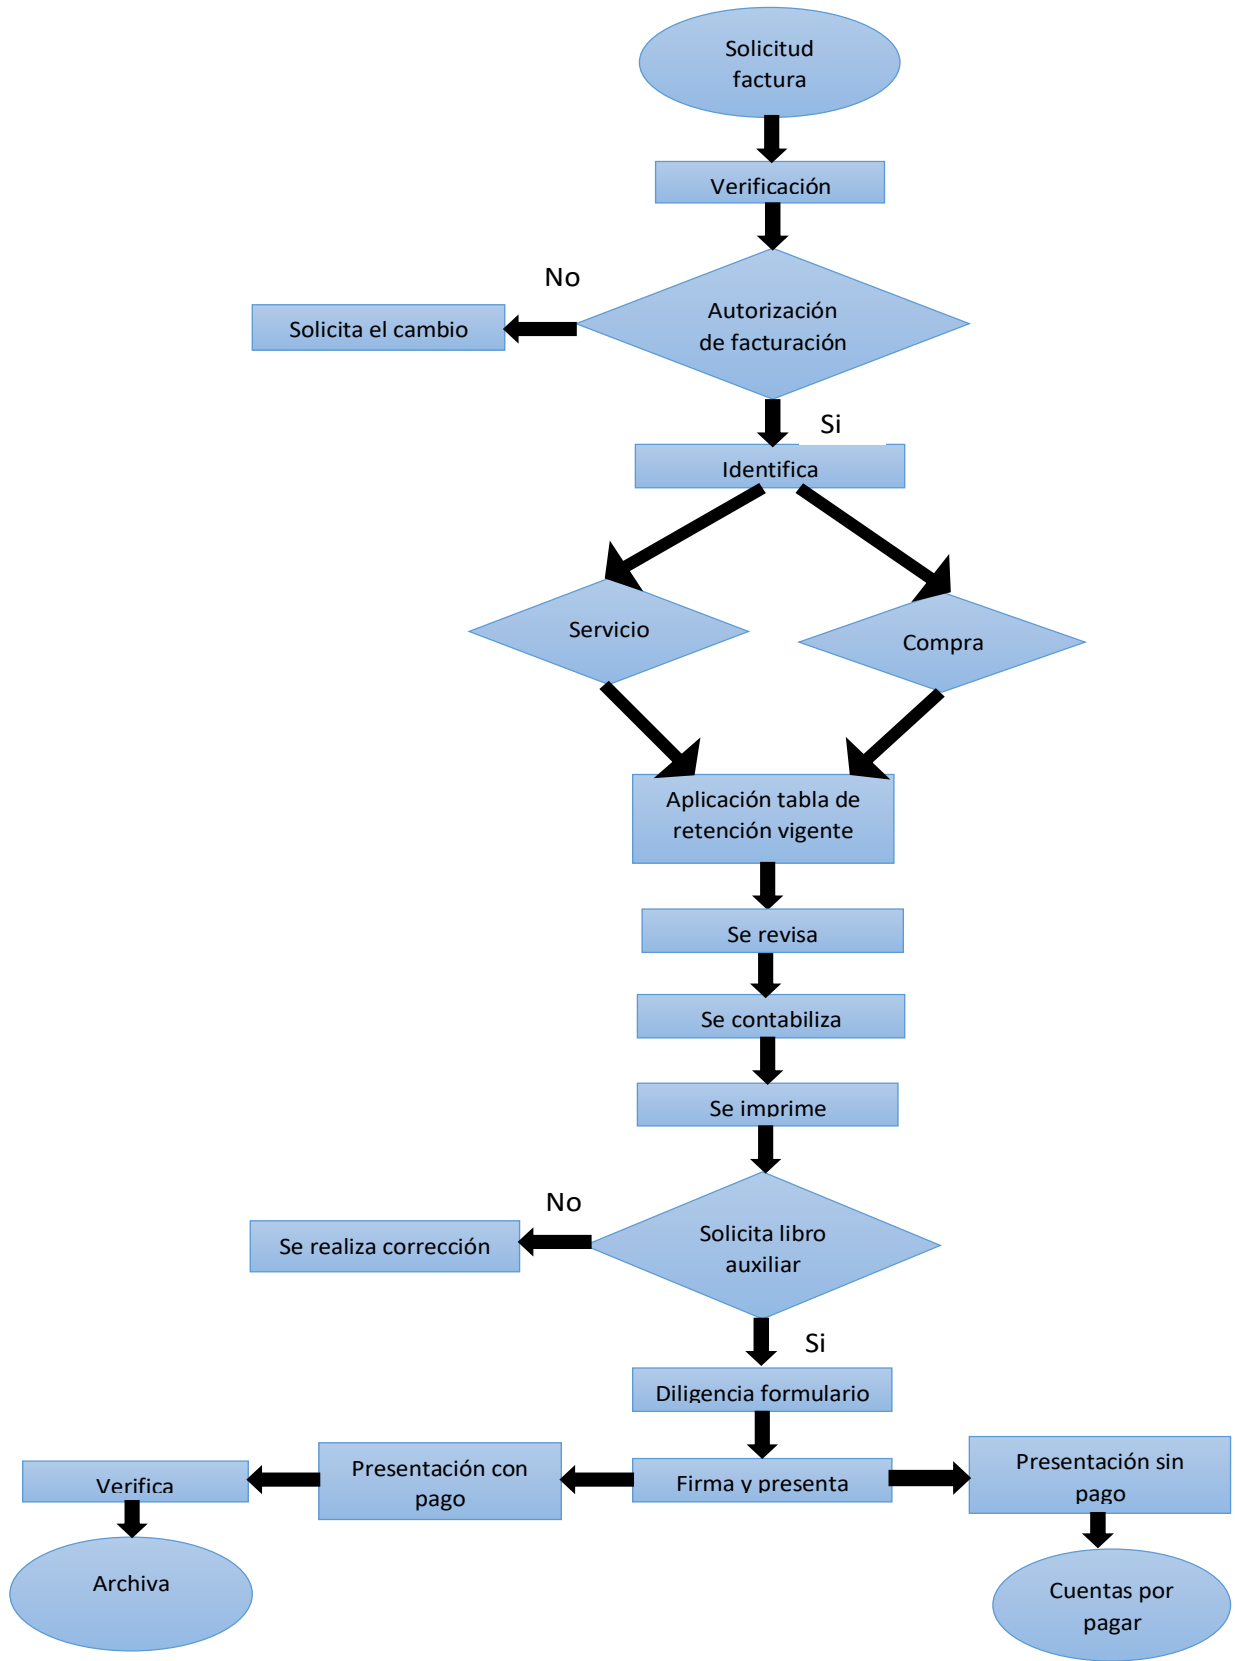 Solicitud
factura
Verificación
No
Autorización
de facturación
Solicita el cambio
Si
Identifica
Servicio
Compra
Aplicación tabla de
retención vigente
Se revisa
Se contabiliza
Se imprime
No
Solicita libro
auxiliar
Se realiza corrección
Si
Diligencia formulario
Presentación sin
pago
Presentación con
pago
Firma y presenta
Verifica
Archiva
Cuentas por
pagar